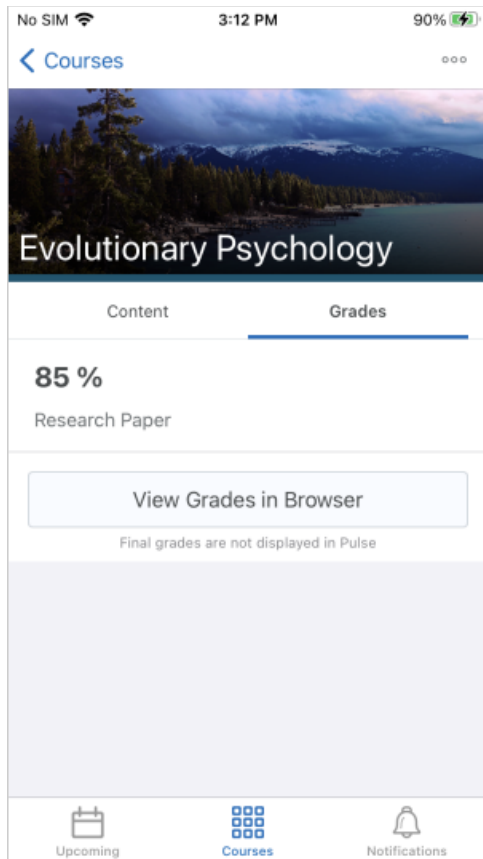 No SIM 3:12 PM 90%
Courses
Evolutionary Psychology
Content Grades
85 %
Research Paper
View Grades in Browser
Final grades are not displayed in Pulse
Upcoming Courses Notifications